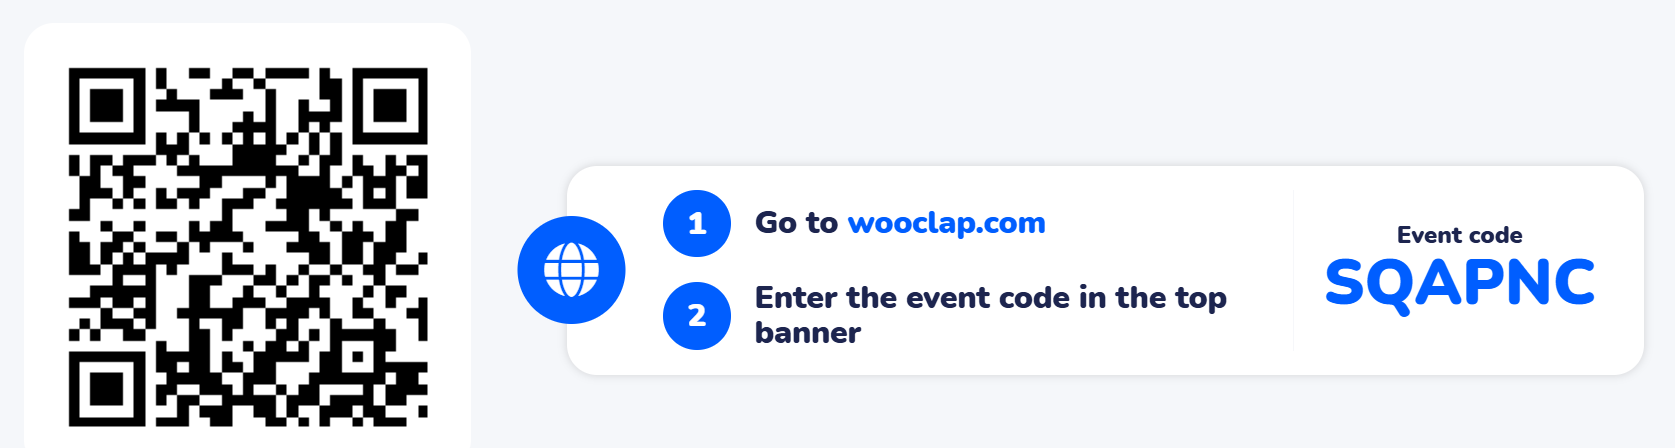 1 Go to wooclap.com
2 Enter the event code in the top
banner
Event code
SQAPNC